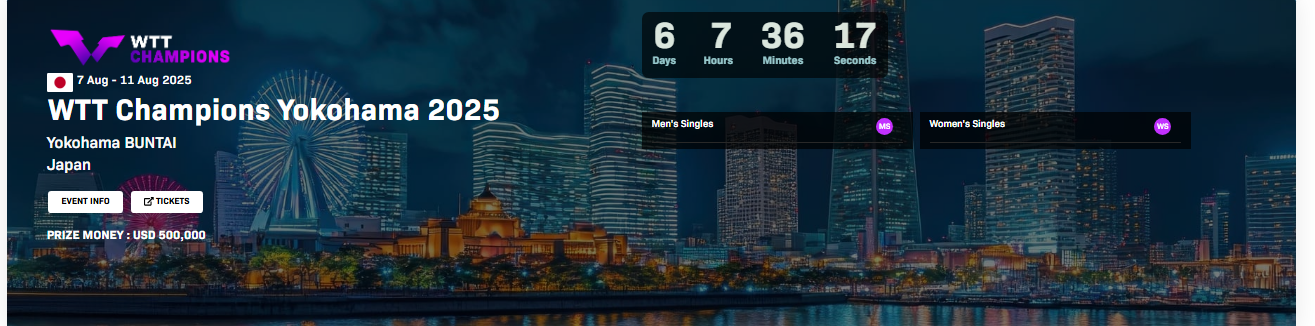 WTT
CHAMPIONS
7 Aug - 11 Aug 2025
WTT Champions Yokohama 2025
Yokohama BUNTAI
Japan
EVENT INFO
TICKETS
PRIZE MONEY : USD 500,000
6 7 36 17
Days Hours Minutes Seconds
Men's Singles MS
Women's Singles WS